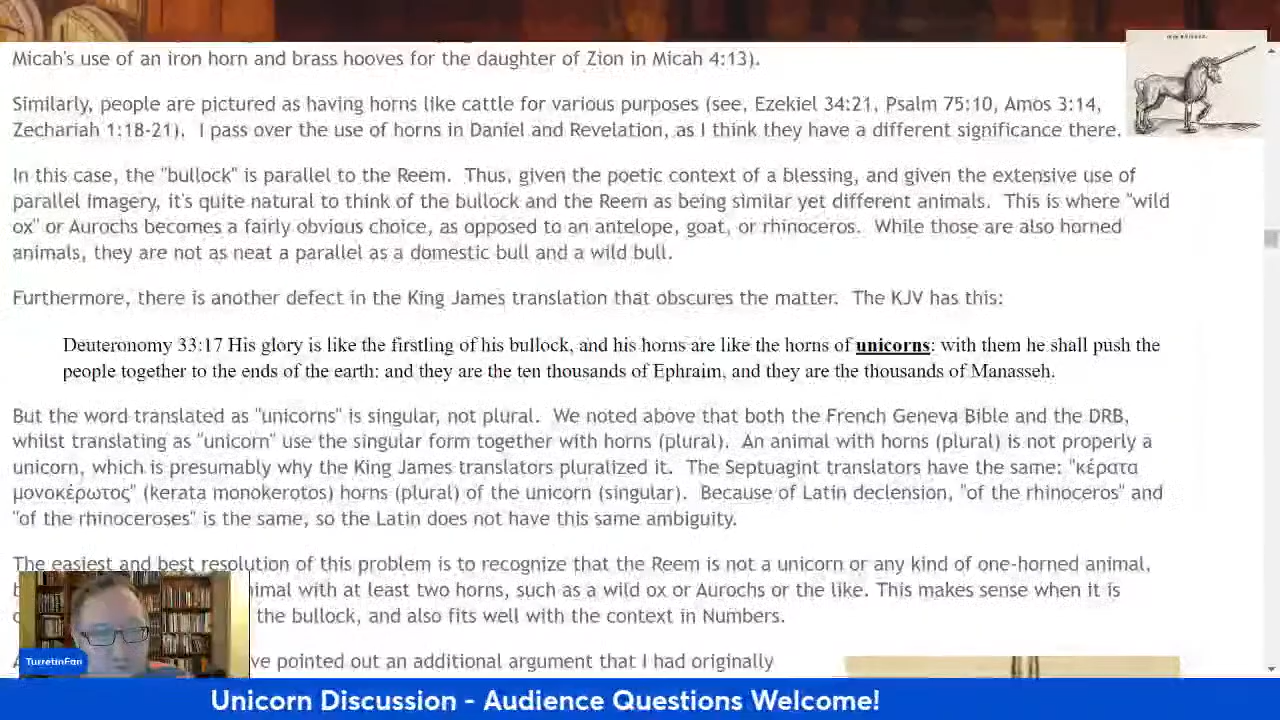 Micah's use of an iron horn and brass hooves for the daughter of Zion in Micah 4:13).
Similarly, people are pictured as having horns like cattle for various purposes (see, Ezekiel 34:21, Psalm 75:10, Amos 3:14,
Zechariah 1:18-21). I pass over the use of horns in Daniel and Revelation, as I think they have a different significance there.
In this case, the "bullock" is parallel to the Reem. Thus, given the poetic context of a blessing, and given the extensive use of
parallel imagery, it's quite natural to think of the bullock and the Reem as being similar yet different animals. This is where "wild
ox" or Aurochs becomes a fairly obvious choice, as opposed to an antelope, goat, or rhinoceros. While those are also horned
animals, they are not as neat a parallel as a domestic bull and a wild bull.
Furthermore, there is another defect in the King James translation that obscures the matter. The KJV has this:
Deuteronomy 33:17 His glory is like the firstling of his bullock, and his horns are like the horns of unicorns: with them he shall push the
people together to the ends of the earth: and they are the ten thousands of Ephraim, and they are the thousands of Manasseh.
But the word translated as "unicorns" is singular, not plural. We noted above that both the French Geneva Bible and the DRB,
whilst translating as "unicorn" use the singular form together with horns (plural). An animal with horns (plural) is not properly a
unicorn, which is presumably why the King James translators pluralized it. The Septuagint translators have the same: "κέρατα
μονοκέρωτος" (kerata monokerotos) horns (plural) of the unicorn (singular). Because of Latin declension, "of the rhinoceros" and
"of the rhinoceroses" is the same, so the Latin does not have this same ambiguity.
The easiest and best resolution of this problem is to recognize that the Reem is not a unicorn or any kind of one-horned animal,
imal with at least two horns, such as a wild ox or Aurochs or the like. This makes sense when it is
the bullock, and also fits well with the context in Numbers.
ve pointed out an additional argument that I had originally
TurretinFan
Unicorn Discussion - Audience Questions Welcome!